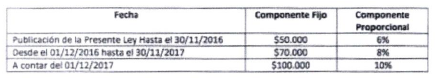 Fecha Componente Fijo Componente
Proporcional
Publicación de la Presente Ley Hasta el 30/11/2016 $50.000 6%
Desde el 01/12/2016 hasta el 30/11/2017 $70.000 8%
A contar del 01/12/2017 $100.000 10%